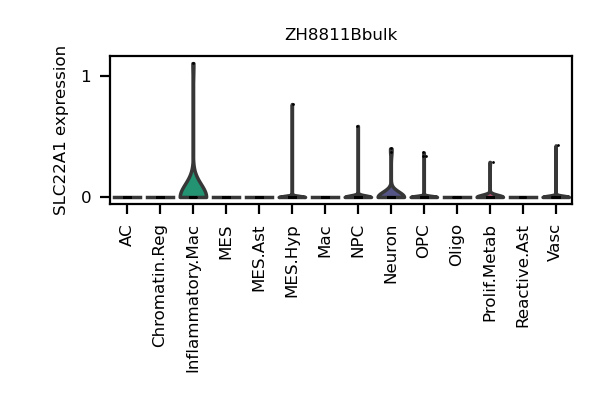 ZH8811Bbulk
SLC22A1 expression
1
0
AC
Chromatin.Reg
Inflammatory.Mac
MES
MES.Ast
MES.Hyp
Mac
NPC
Neuron
OPC
Oligo
Prolif.Metab
Reactive.Ast
Vasc